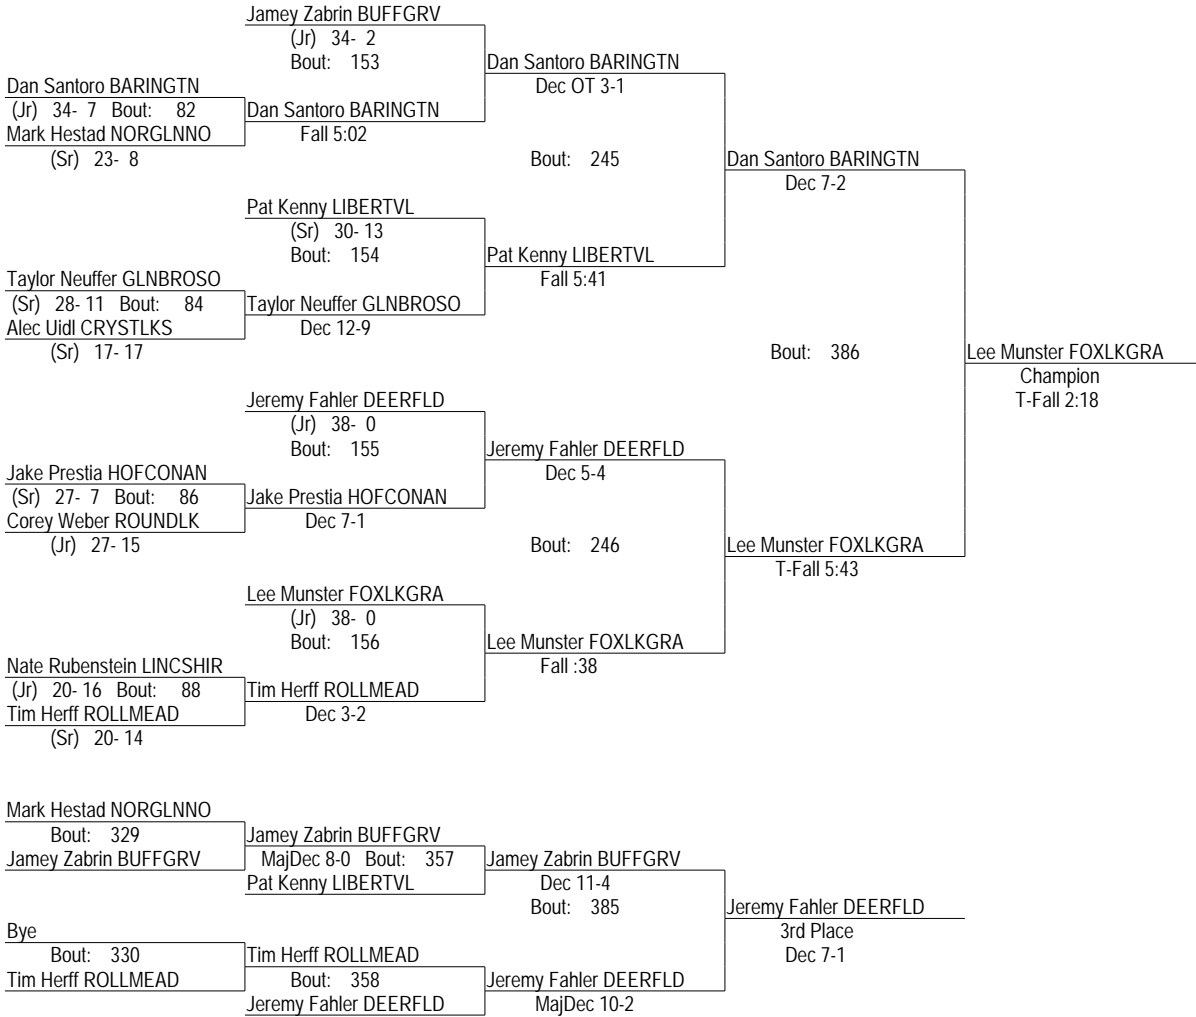 Jamey Zabrin BUFFGRV
(Jr) 34- 2
Bout: 153
Dan Santoro BARINGTN
Dec OT 3-1
Dan Santoro BARINGTN
(Jr) 34- 7 Bout: 82
Mark Hestad NORGLNNO
(Sr) 23- 8
Dan Santoro BARINGTN
Fall 5:02
Bout: 245
Dan Santoro BARINGTN
Dec 7-2
Pat Kenny LIBERTVL
(Sr) 30- 13
Bout: 154
Pat Kenny LIBERTVL
Fall 5:41
Taylor Neuffer GLNBROSO
(Sr) 28- 11 Bout: 84
Alec Uidl CRYSTLKS
(Sr) 17- 17
Taylor Neuffer GLNBROSO
Dec 12-9
Bout: 386
Lee Munster FOXLKGRA
Champion
T-Fall 2:18
Jeremy Fahler DEERFLD
(Jr) 38- 0
Bout: 155
Jeremy Fahler DEERFLD
Dec 5-4
Jake Prestia HOFCONAN
(Sr) 27- 7 Bout: 86
Corey Weber ROUNDLK
(Jr) 27- 15
Jake Prestia HOFCONAN
Dec 7-1
Bout: 246
Lee Munster FOXLKGRA
T-Fall 5:43
Lee Munster FOXLKGRA
(Jr) 38- 0
Bout: 156
Lee Munster FOXLKGRA
Fall :38
Nate Rubenstein LINCSHIR
(Jr) 20- 16 Bout: 88
Tim Herff ROLLMEAD
(Sr) 20- 14
Tim Herff ROLLMEAD
Dec 3-2
Mark Hestad NORGLNNO
Bout: 329
Jamey Zabrin BUFFGRV
Jamey Zabrin BUFFGRV
MajDec 8-0 Bout: 357
Pat Kenny LIBERTVL
Jamey Zabrin BUFFGRV
Dec 11-4
Bout: 385
Jeremy Fahler DEERFLD
3rd Place
Dec 7-1
Bye
Bout: 330
Tim Herff ROLLMEAD
Tim Herff ROLLMEAD
Bout: 358
Jeremy Fahler DEERFLD
Jeremy Fahler DEERFLD
MajDec 10-2